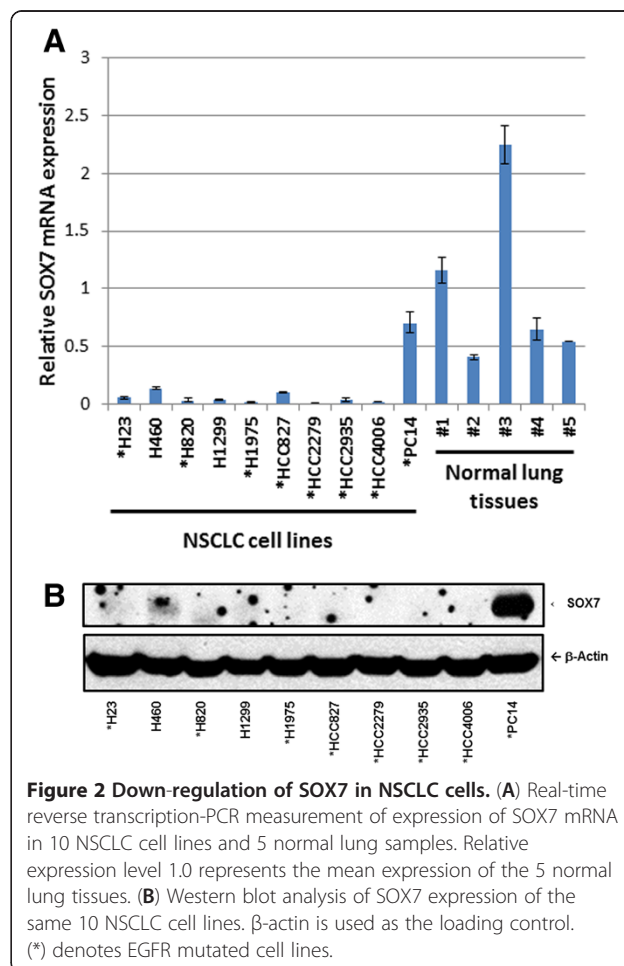 A
Relative SOX7 mRNA expression
3
2.5
2
1.5
1
0.5
0
*H23
H460
*H820
H1299
*H1975
*HCC827
*HCC2279
*HCC2935
*HCC4006
*PC14
#1
#2
#3
#4
#5
NSCLC cell lines
Normal lung
tissues
B
SOX7
← β-Actin
*H23
H460
*H820
H1299
*H1975
*HCC827
*HCC2279
*HCC2935
*HCC4006
*PC14
Figure 2 Down-regulation of SOX7 in NSCLC cells. (A) Real-time
reverse transcription-PCR measurement of expression of SOX7 mRNA
in 10 NSCLC cell lines and 5 normal lung samples. Relative
expression level 1.0 represents the mean expression of the 5 normal
lung tissues. (B) Western blot analysis of SOX7 expression of the
same 10 NSCLC cell lines. β-actin is used as the loading control.
(*) denotes EGFR mutated cell lines.